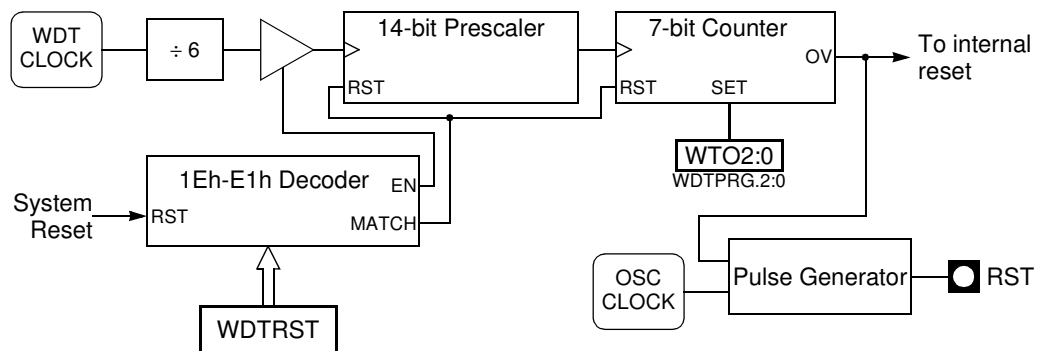 WDT
CLOCK
÷ 6
14-bit Prescaler
RST
7-bit Counter
OV
RST
SET
To internal
reset
WTO2:0
WDTPRG.2:0
1Eh-E1h Decoder
EN
System
Reset
RST
MATCH
OSC
CLOCK
Pulse Generator
RST
WDTRST